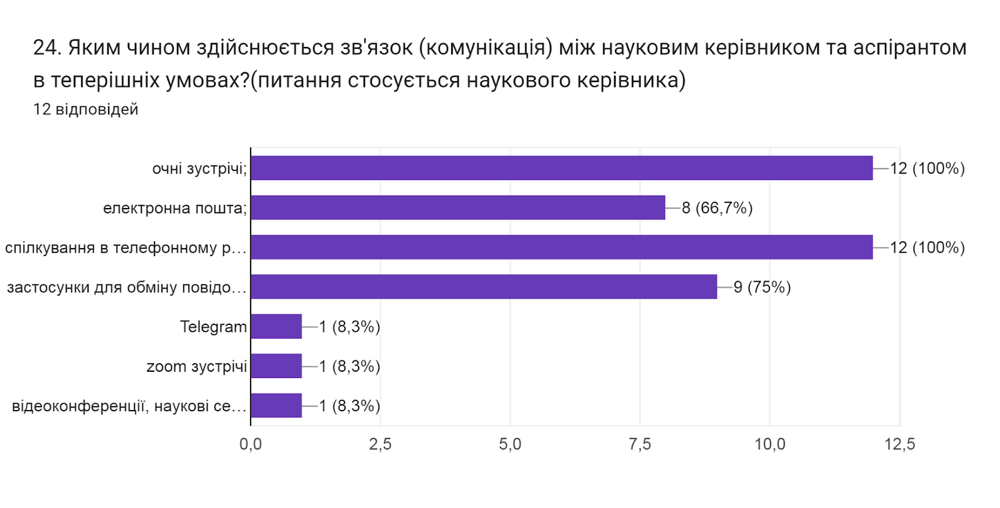 24. Яким чином здійснюється зв'язок (комунікація) між науковим керівником та аспірантом
в теперішніх умовах?(питання стосується наукового керівника)
12 відповідей
очні зустрічі;
12 (100%)
електронна пошта;
8 (66,7%)
спілкування в телефонному р…
12 (100%)
застосунки для обміну повідо…
9 (75%)
Telegram
1 (8,3%)
zoom зустрічі
1 (8,3%)
відеоконференції, наукові се…
1 (8,3%)
0,0 2,5 5,0 7,5 10,0 12,5